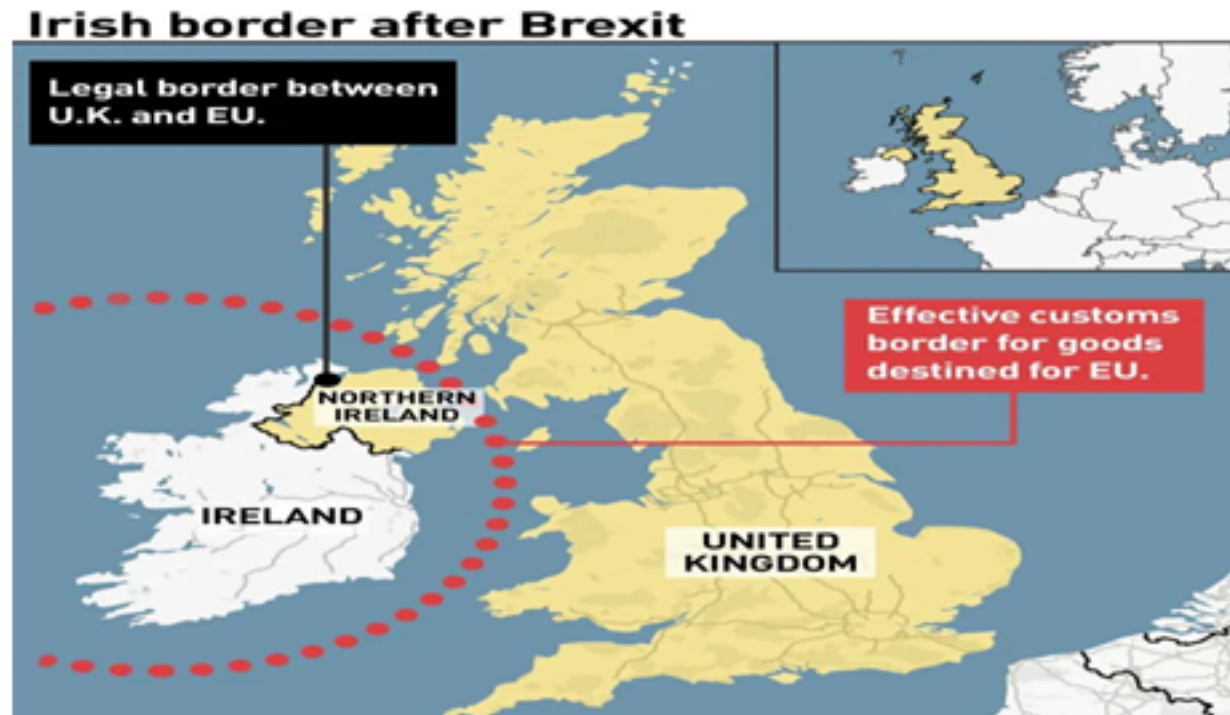 Irish border after Brexit
Legal border between
U.K. and EU.
Effective customs
border for goods
destined for EU.
NORTHERN
IRELAND
IRELAND
UNITED
KINGDOM